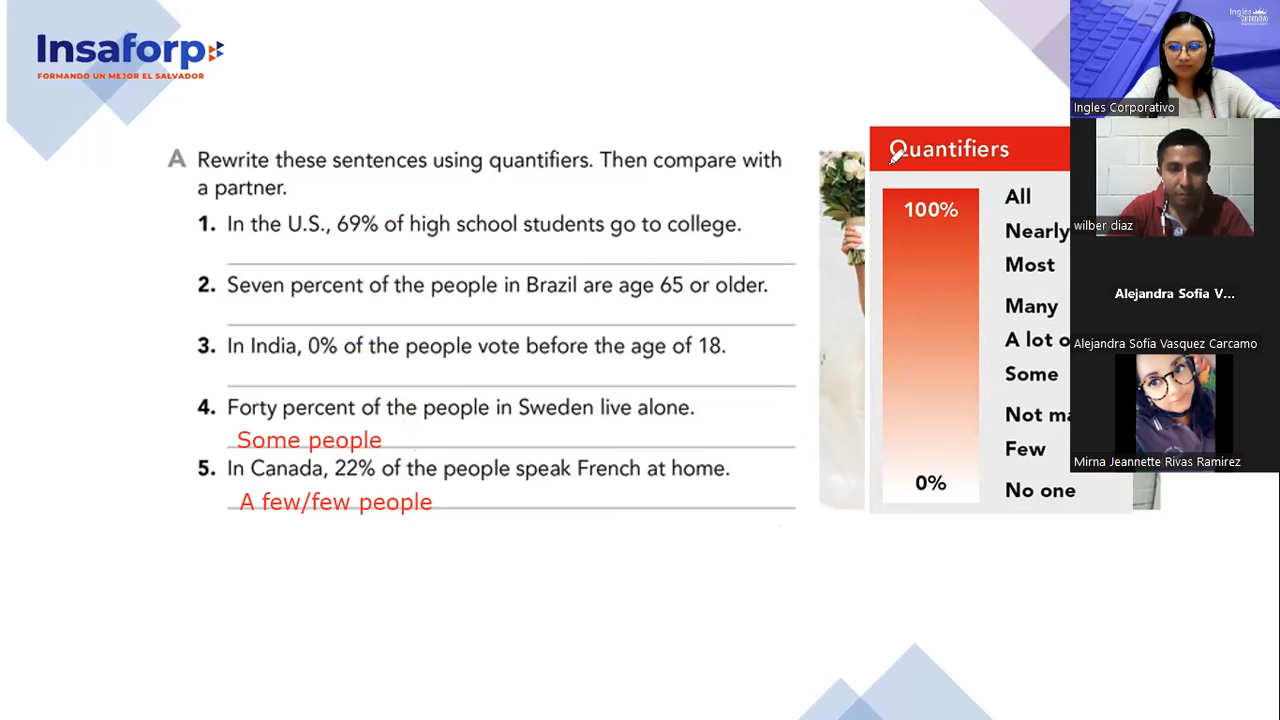 Insaforp
FORMANDO UN MEJOR EL SALVADOR
A Rewrite these sentences using quantifiers. Then compare with
a partner.
1. In the U.S., 69% of high school students go to college.
2. Seven percent of the people in Brazil are age 65 or older.
3. In India, 0% of the people vote before the age of 18.
4. Forty percent of the people in Sweden live alone.
Some people
5. In Canada, 22% of the people speak French at home.
A few/few people
Quantifiers
100%
0%
All
Nearly
Most
Many
A lot o
Some
Not ma
Few
No one
Inglés
Ingles Corporativo
wilber diaz
Alejandra Sofia V...
Alejandra Sofia Vasquez Carcamo
Mirna Jeannette Rivas Ramirez